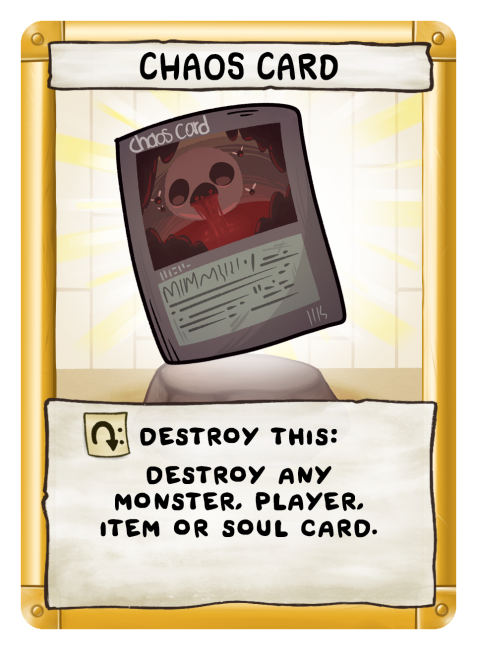 CHAOS CARD
chaos card
DESTROY THIS:
DESTROY ANY
MONSTER, PLAYER,
ITEM OR SOUL CARD.